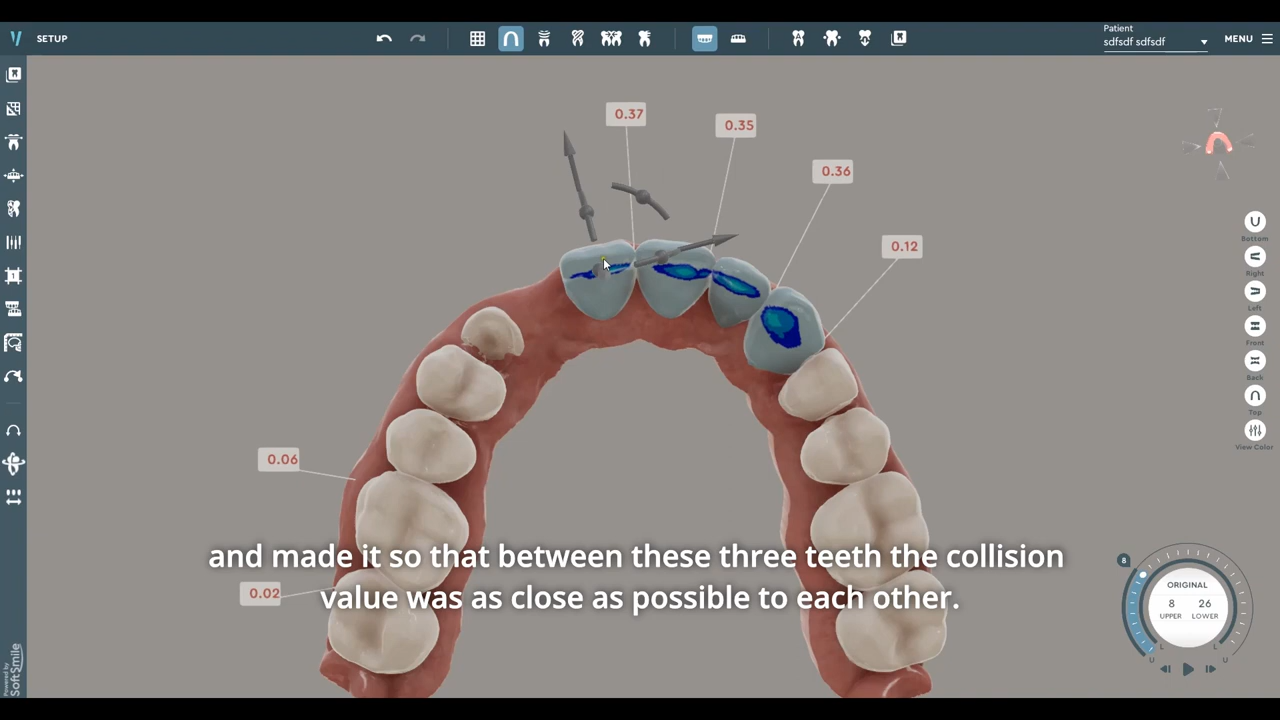 SETUP
Patient
sdfsdf sdfsdf
MENU
0.37
0.35
0.36
0.12
0.06
0.02
Bottom
Right
Left
Front
Back
Top
View Color
and made it so that between these three teeth the collision
value was as close as possible to each other.
8
ORIGINAL
8 26
UPPER LOWER
L L
U U
Powered by
SoftSmile